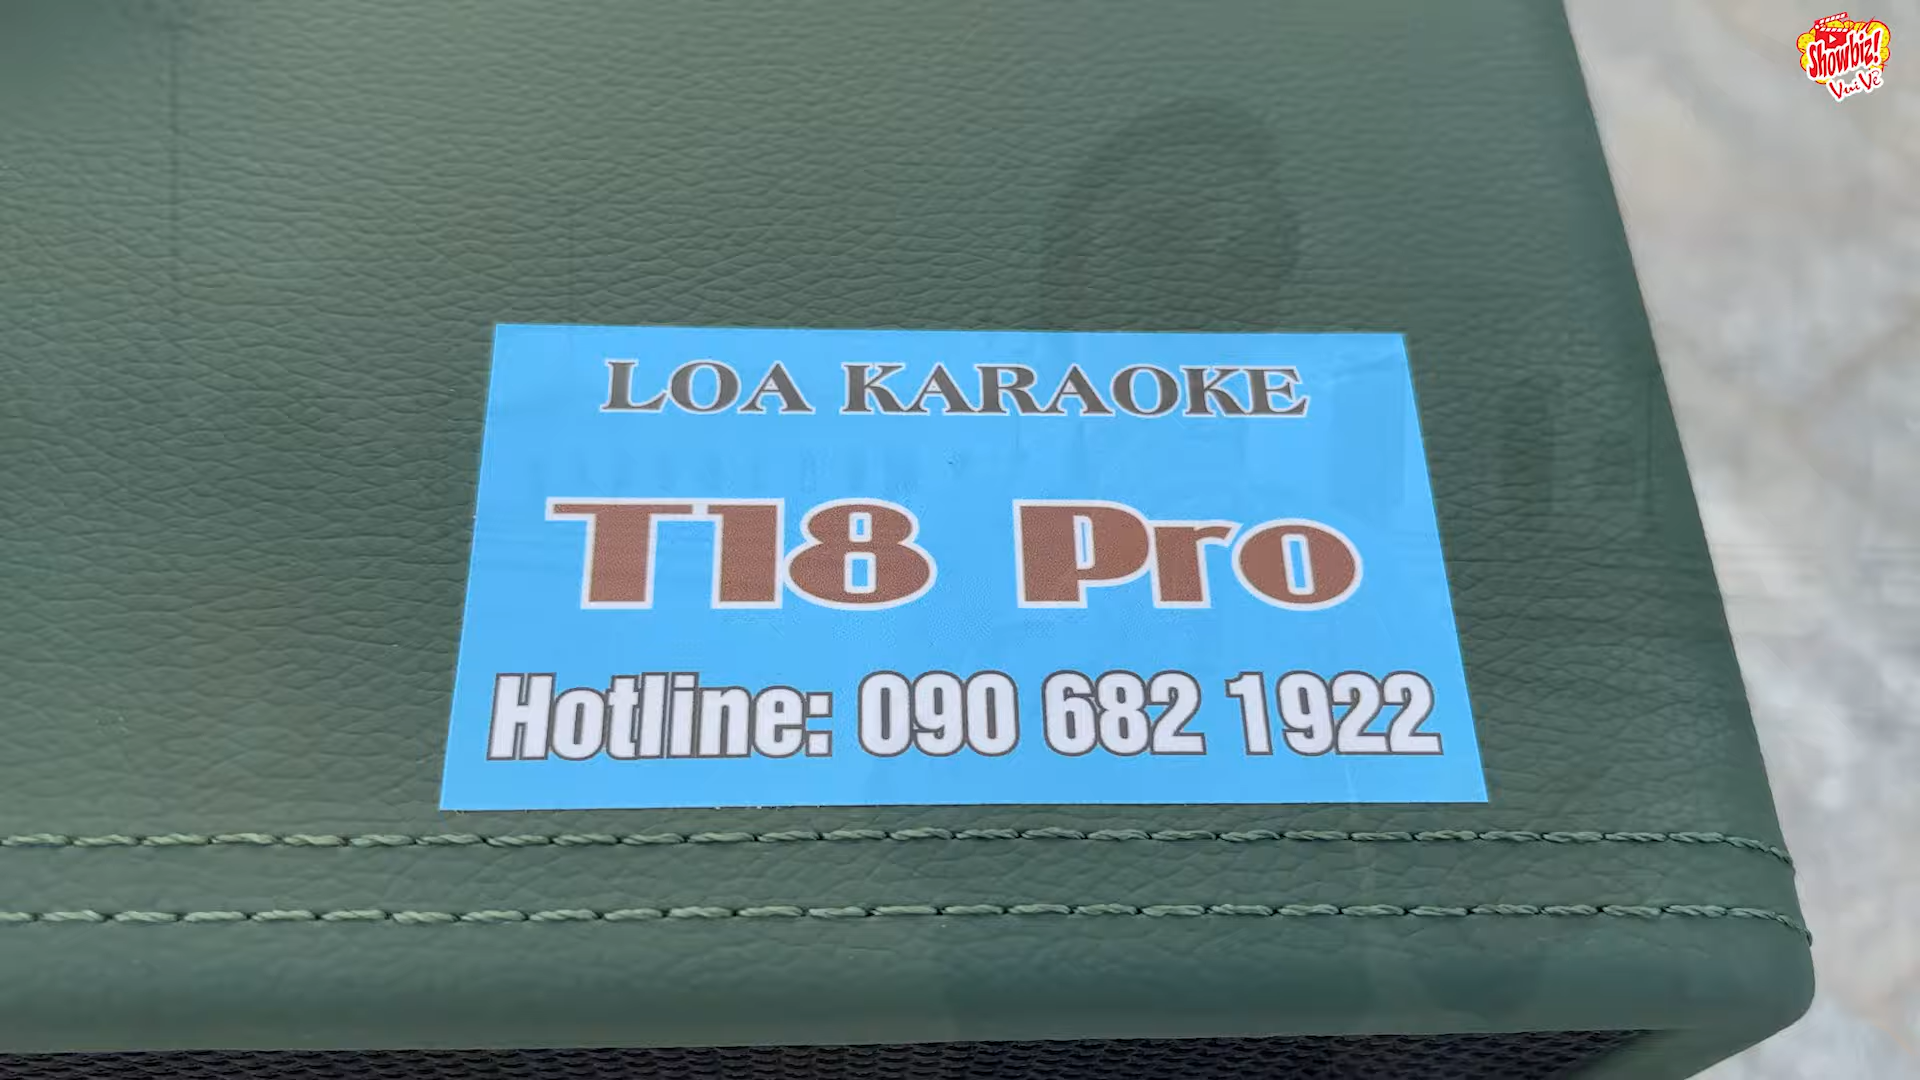 Showbiz!
Vui Vẻ
LOA KARAOKE
T18 Pro
Hotline: 090 682 1922